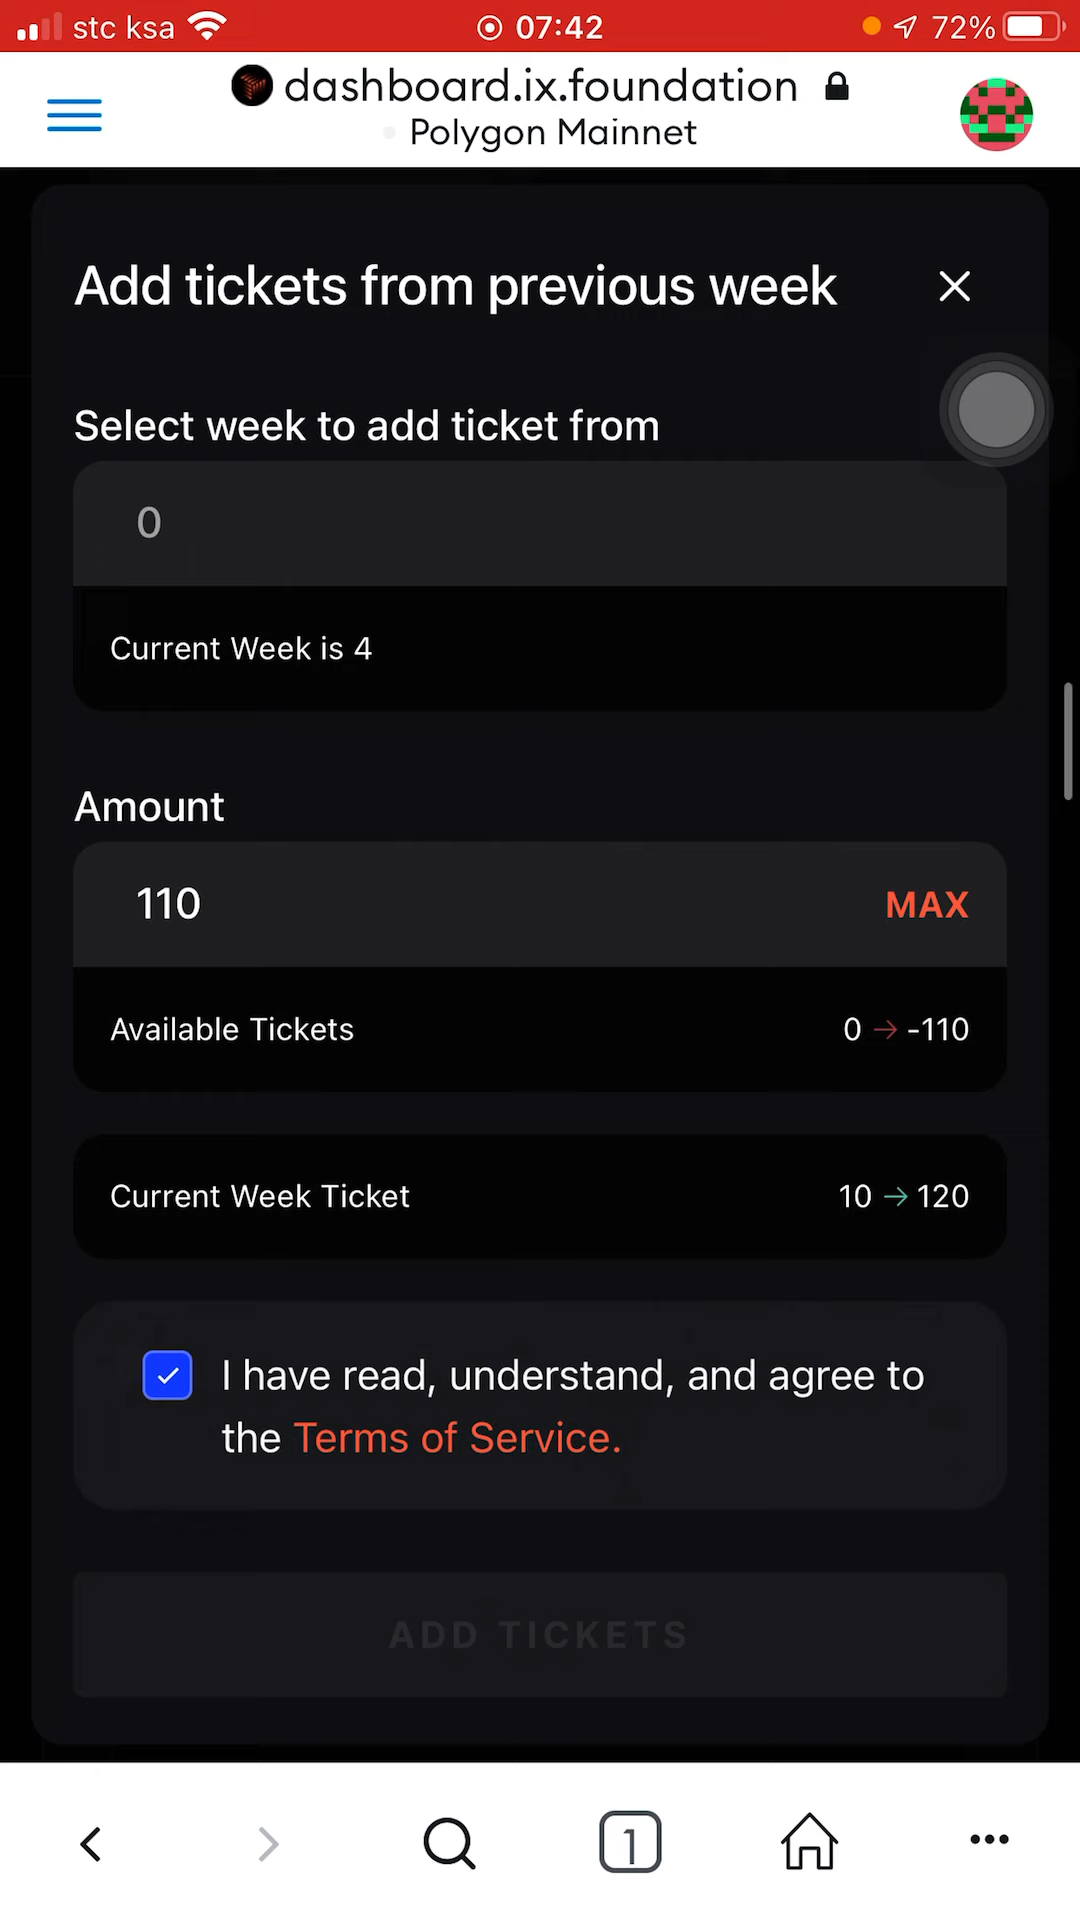 stc ksa 07:42 72%
dashboard.ix.foundation
Polygon Mainnet
Add tickets from previous week
Select week to add ticket from
0
Current Week is 4
Amount
110 MAX
Available Tickets 0 → -110
Current Week Ticket 10 → 120
I have read, understand, and agree to
the Terms of Service.
ADD TICKETS
1